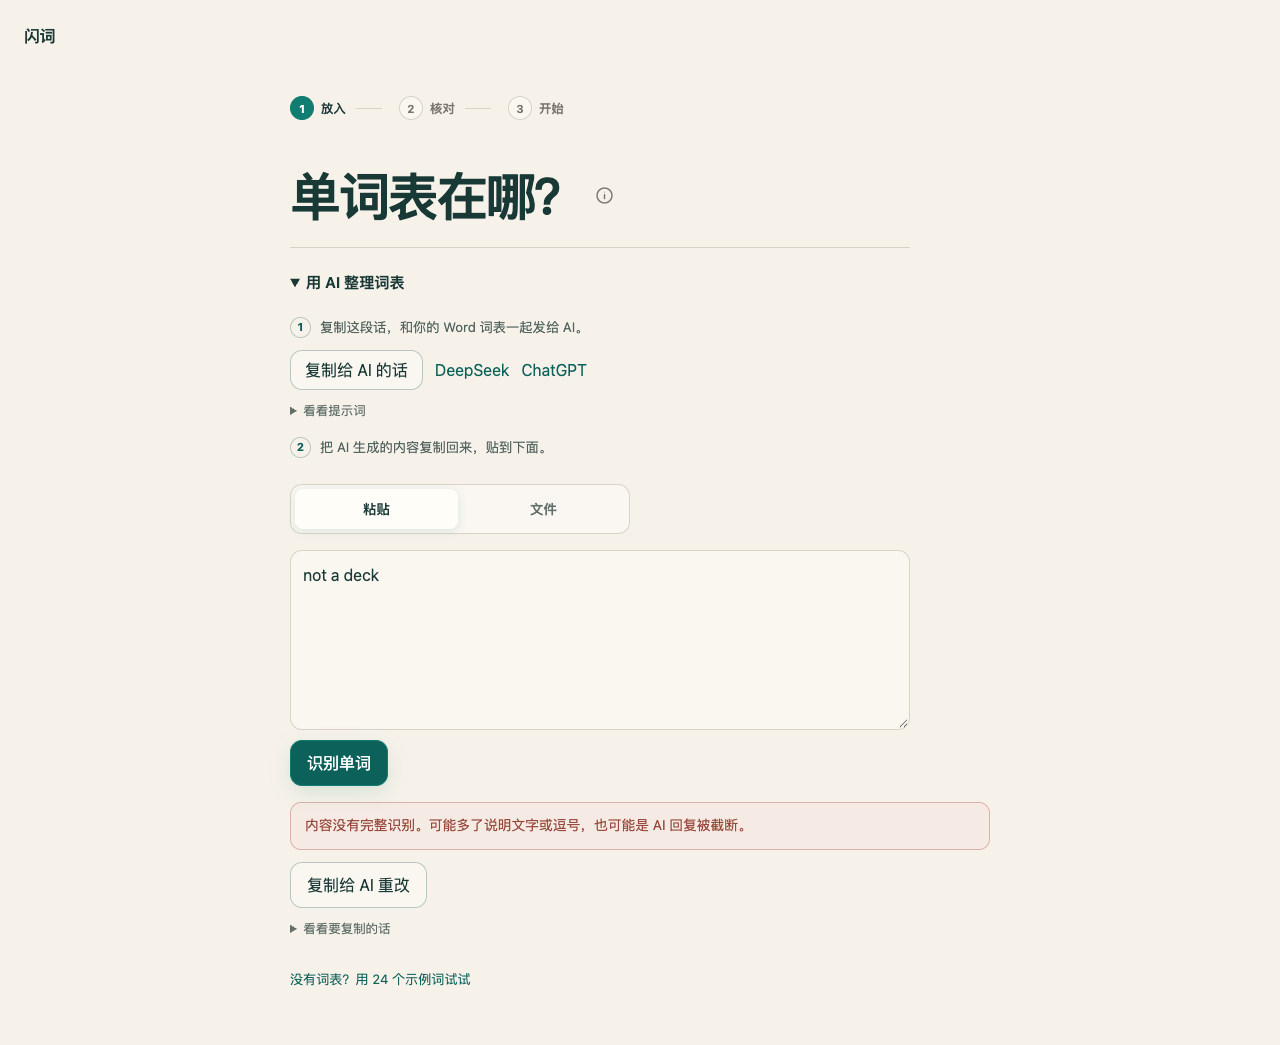 闪词
1 放入 2 核对 3 开始
单词表在哪?
用 AI 整理词表
1 复制这段话，和你的 Word 词表一起发给 AI。
复制给 AI 的话 DeepSeek ChatGPT
看看提示词
2 把 AI 生成的内容复制回来，贴到下面。
粘贴 文件
not a deck
识别单词
内容没有完整识别。可能多了说明文字或逗号，也可能是 AI 回复被截断。
复制给 AI 重改
看看要复制的话
没有词表？用 24 个示例词试试